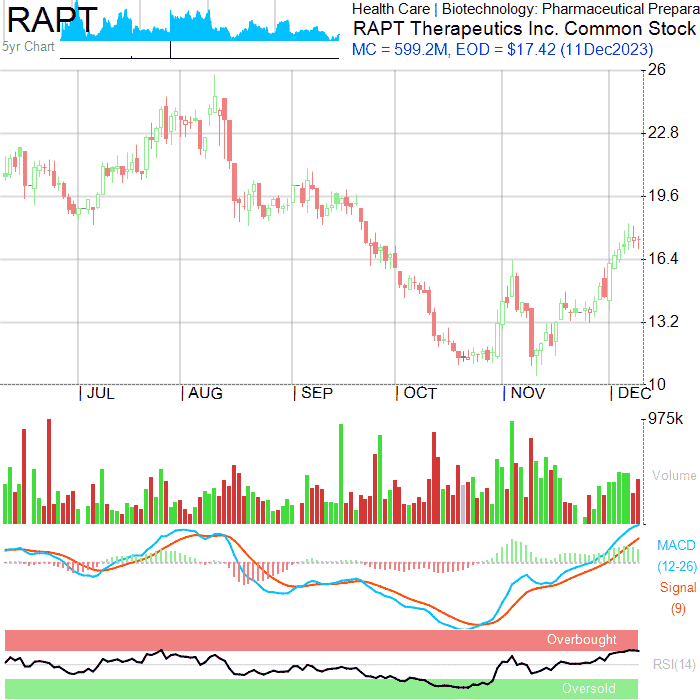 RAPT
5yr Chart
Health Care | Biotechnology: Pharmaceutical Prepara
RAPT Therapeutics Inc. Common Stock
MC = 599.2M, EOD = $17.42 (11Dec2023)
26
22.8
19.6
16.4
13.2
10
JUL AUG SEP OCT NOV DEC
975k
Volume
MACD
(12-26)
Signal
(9)
Overbought
RSI(14)
Oversold